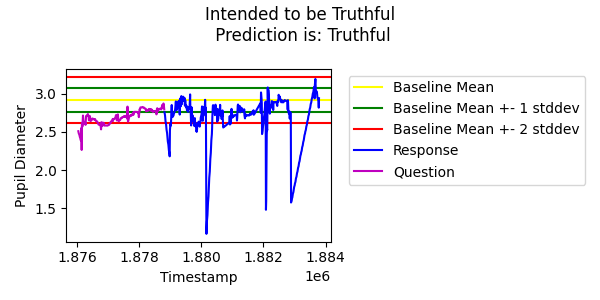 Intended to be Truthful
Prediction is: Truthful
Pupil Diameter
3.0
2.5
2.0
1.5
1.876
1.878
1.880
1.882
1.884
1e6
Timestamp
Baseline Mean
Baseline Mean +- 1 stddev
Baseline Mean +- 2 stddev
Response
Question